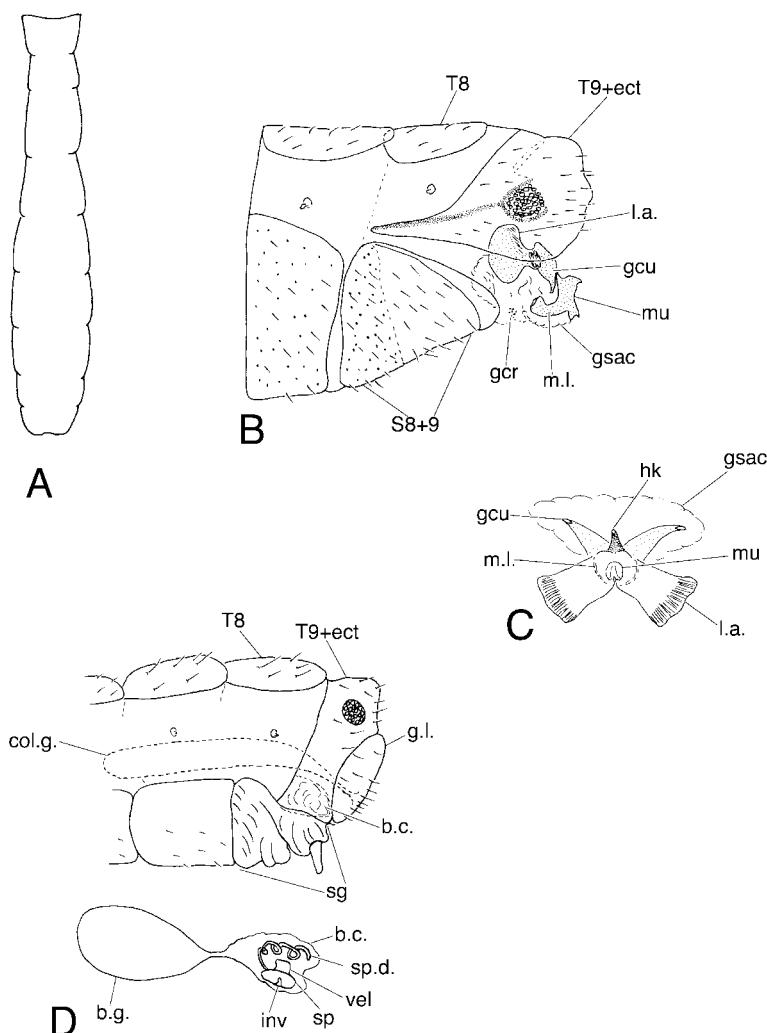 A
T8
T9+ect
l.a.
gcu
mu
gsac
m.l.
gcr
S8+9
B
hk
gsac
gcu
m.l.
mu
l.a.
C
T8
T9+ect
col.g.
g.l.
b.c.
sg
b.c.
sp.d.
vel
sp
inv
b.g.
D